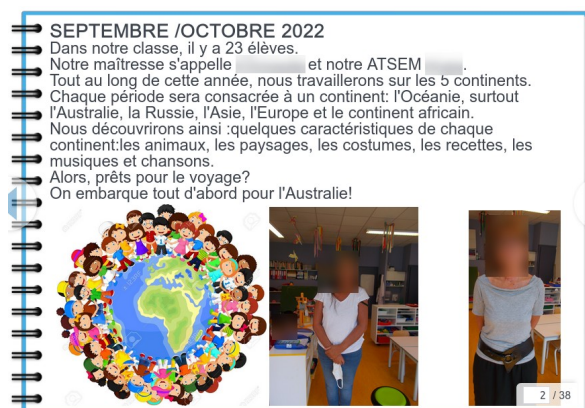 SEPTEMBRE /OCTOBRE 2022
Dans notre classe, il y a 23 élèves.
Notre maîtresse s'appelle et notre ATSEM .
Tout au long de cette année, nous travaillerons sur les 5 continents.
Chaque période sera consacrée à un continent: l'Océanie, surtout
l'Australie, la Russie, l'Asie, l'Europe et le continent africain.
Nous découvrirons ainsi :quelques caractéristiques de chaque
continent:les animaux, les paysages, les costumes, les recettes, les
musiques et chansons.
Alors, prêts pour le voyage?
On embarque tout d'abord pour l'Australie!
2 / 38